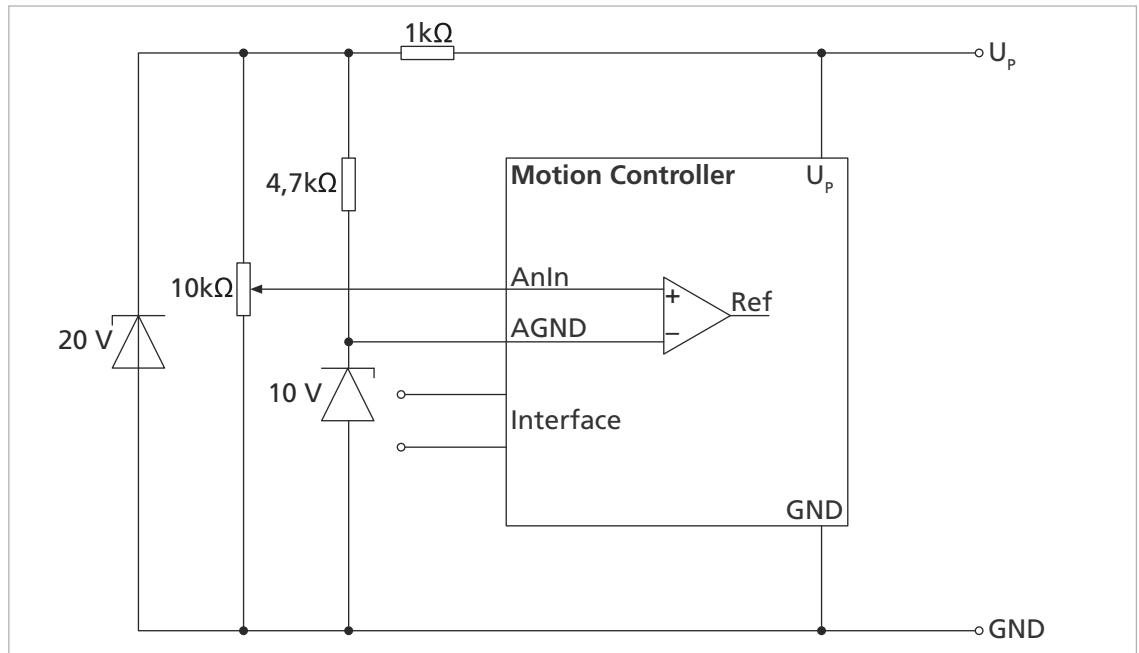 1kΩ
U_P
4,7kΩ
Motion Controller
U_P
AnIn
10kΩ
+
Ref
AGND
−
20 V
10 V
Interface
GND
GND